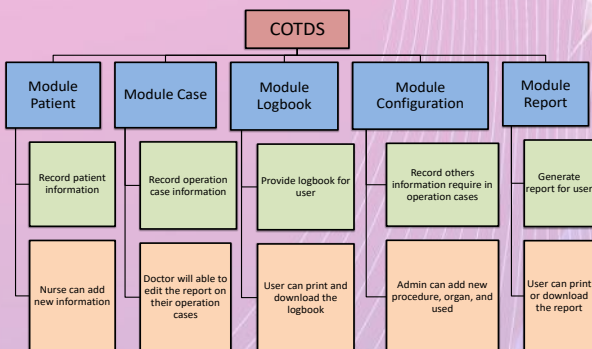 COTDS
Module
Patient
Module Case
Module
Logbook
Module
Configuration
Module
Report
Record patient
information
Record operation
case information
Provide logbook for
user
Record others
information require in
operation cases
Generate
report for user
Nurse can add
new information
Doctor will able to
edit the report on
their operation
cases
User can print and
download the
logbook
Admin can add new
procedure, organ, and
used
User can print
or download
the report